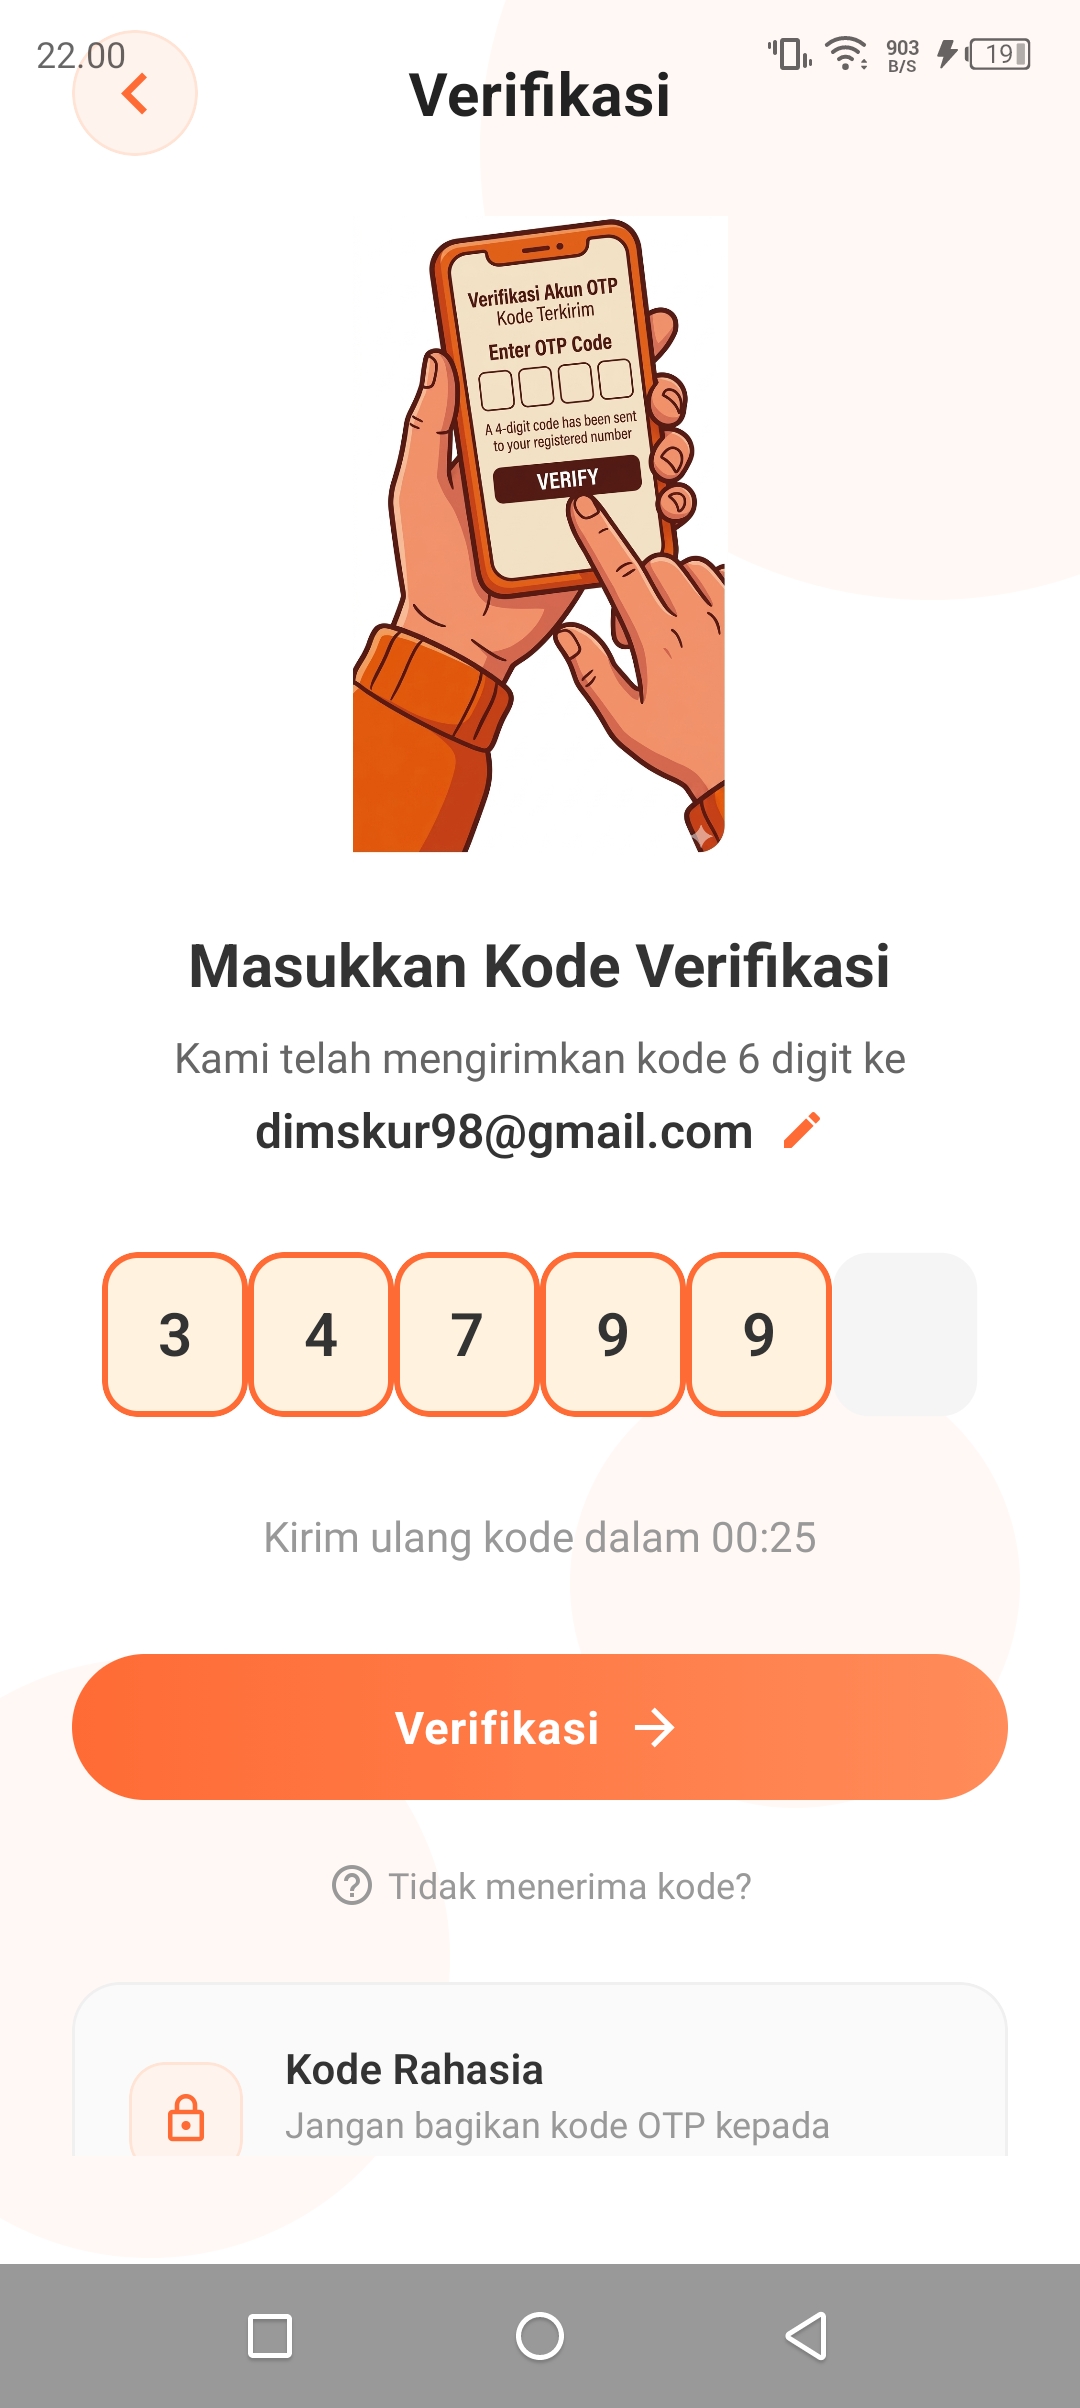 22.00
903
B/S
19
Verifikasi
Verifikasi Akun OTP
Kode Terkirim
Enter OTP Code
A 4-digit code has been sent
to your registered number
VERIFY
Masukkan Kode Verifikasi
Kami telah mengirimkan kode 6 digit ke
dimskur98@gmail.com
3 4 7 9 9
Kirim ulang kode dalam 00:25
Verifikasi
Tidak menerima kode?
Kode Rahasia
Jangan bagikan kode OTP kepada